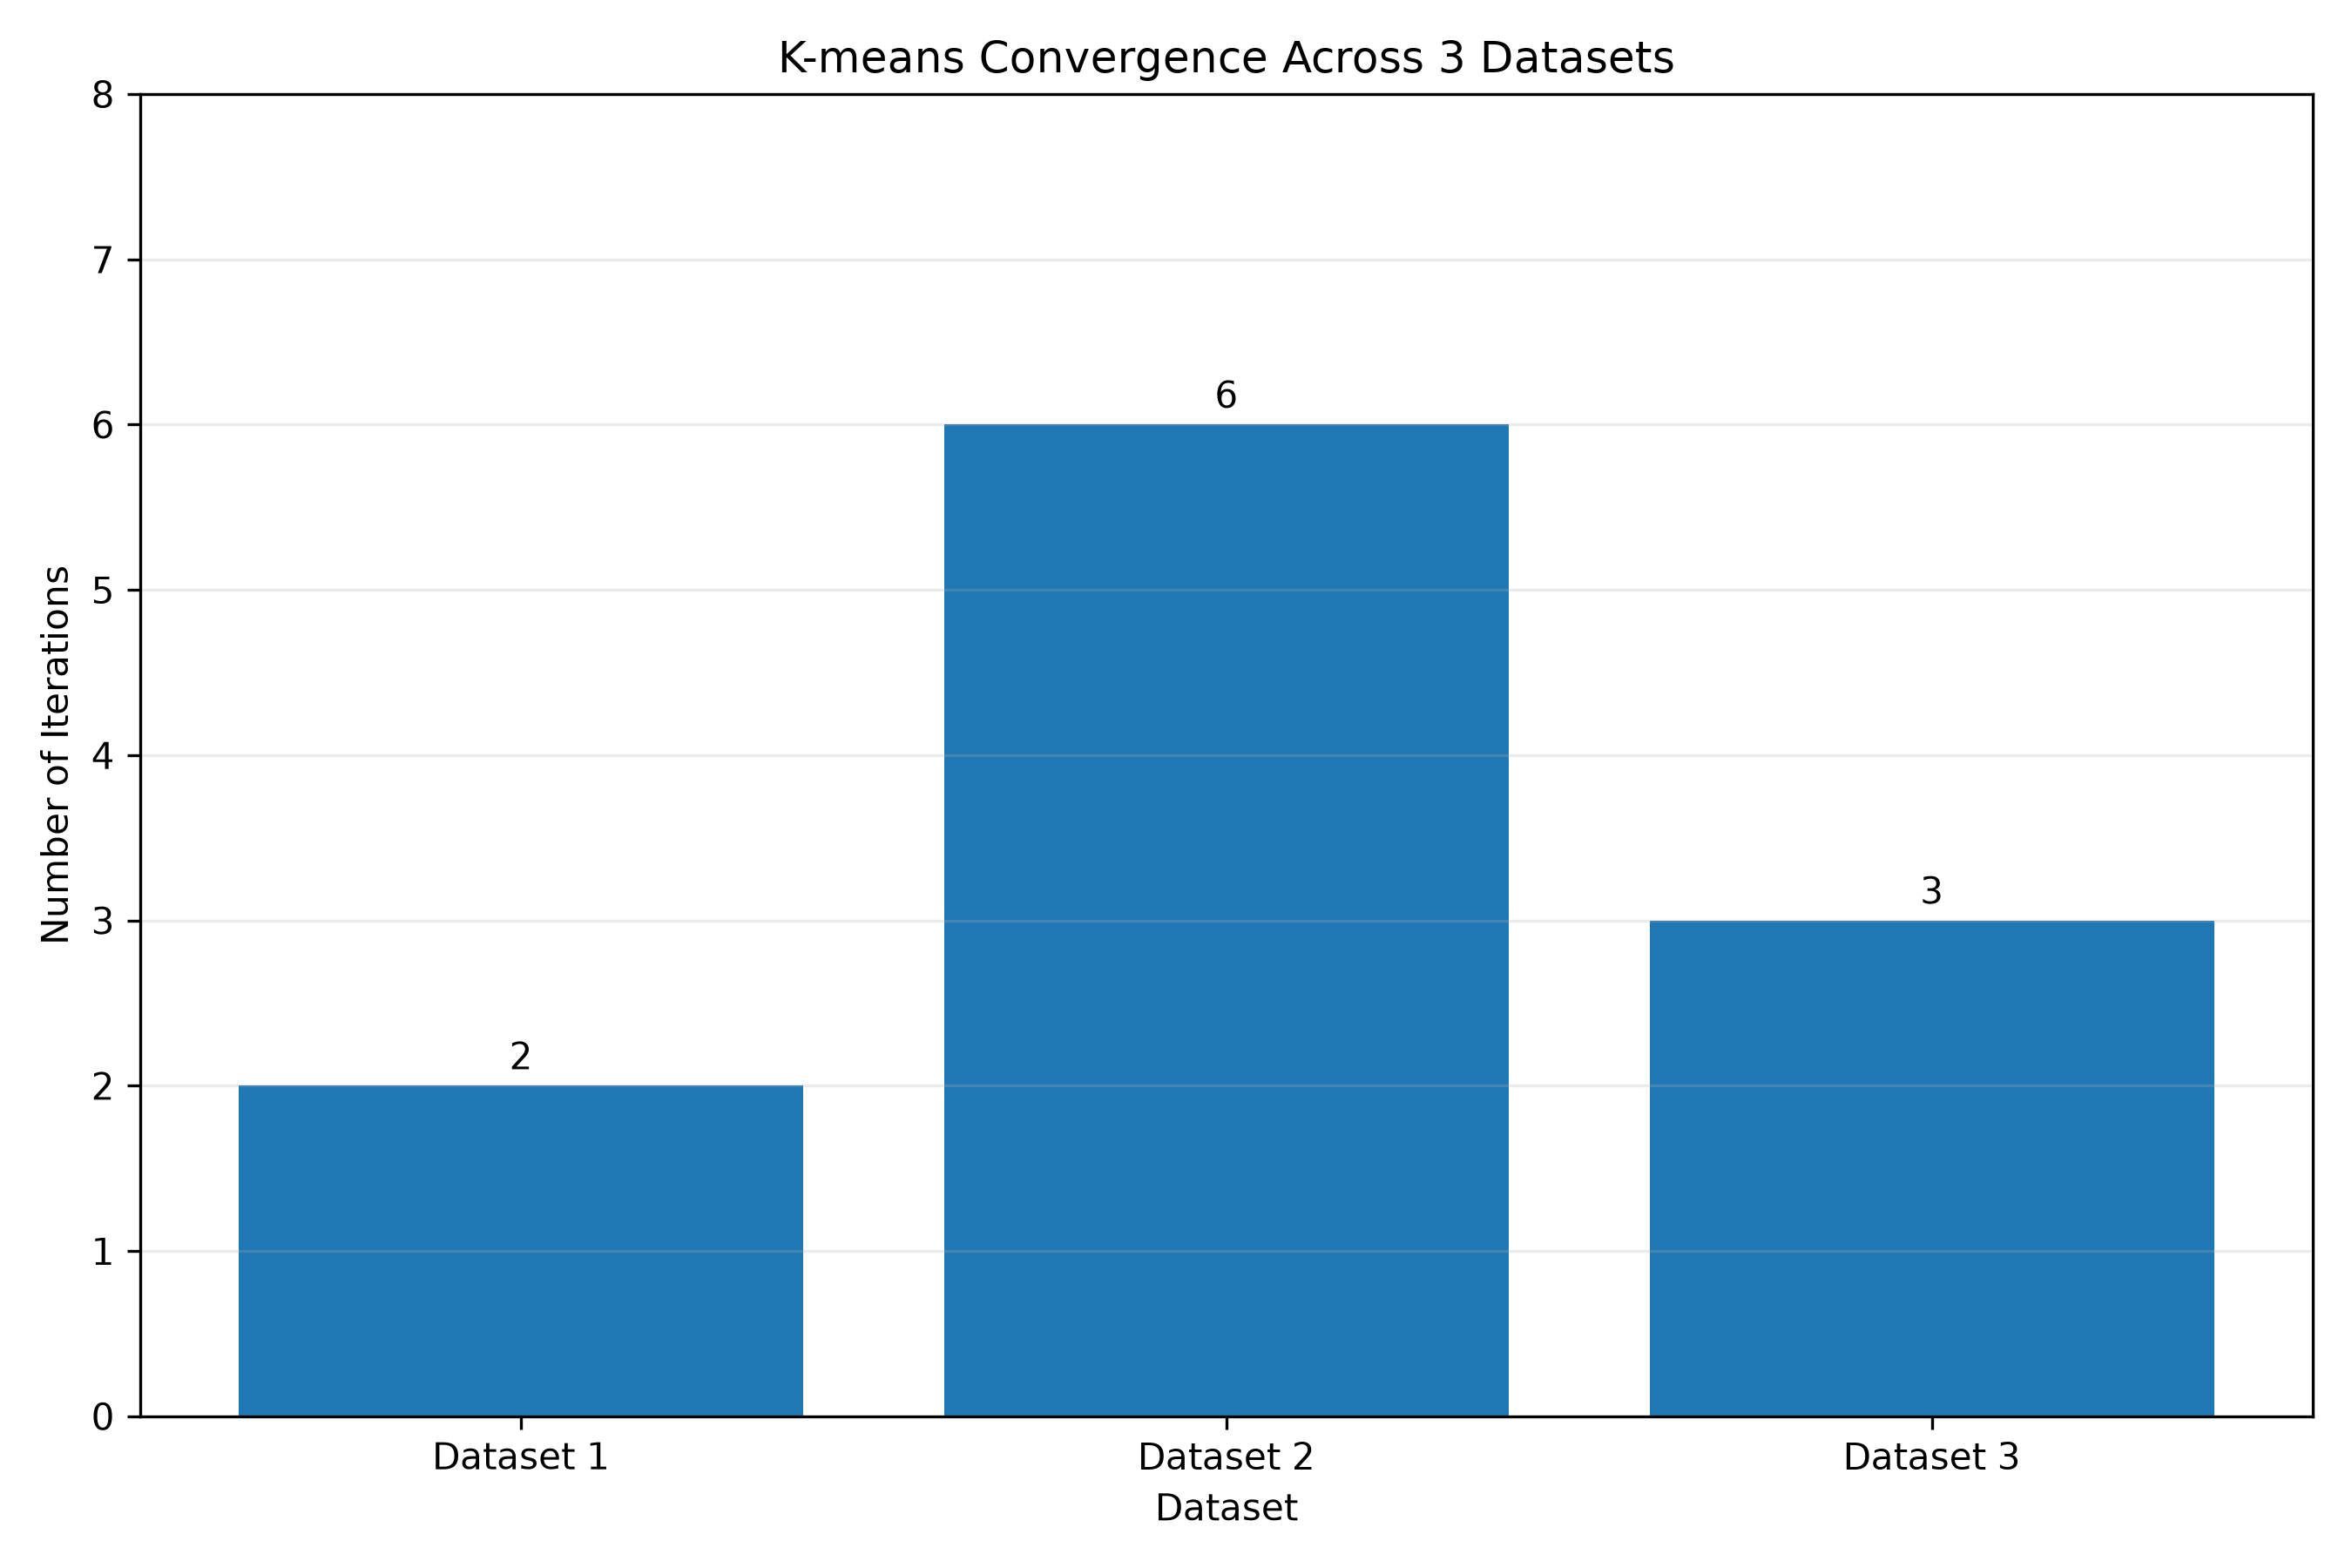 K-means Convergence Across 3 Datasets
Number of Iterations
8
7
6
5
4
3
2
1
0
2
6
3
Dataset 1
Dataset 2
Dataset 3
Dataset